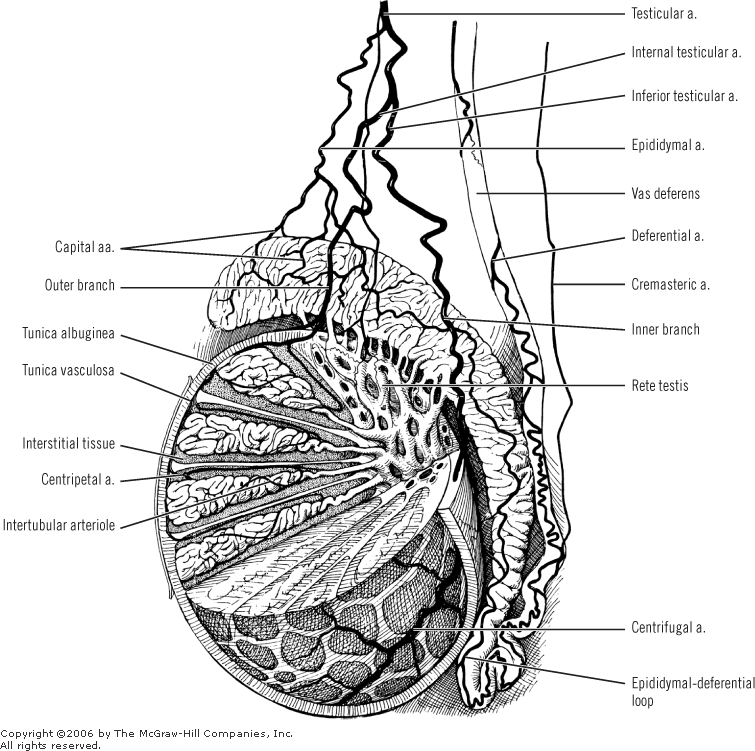 Testicular a.
Internal testicular a.
Inferior testicular a.
Epididymal a.
Vas deferens
Deferential a.
Cremasteric a.
Inner branch
Rete testis
Centrifugal a.
Epididymal-deferential
loop
Capital aa.
Outer branch
Tunica albuginea
Tunica vasculosa
Interstitial tissue
Centripetal a.
Intertubular arteriole
Copyright ©2006 by The McGraw-Hill Companies, Inc.
All rights reserved.